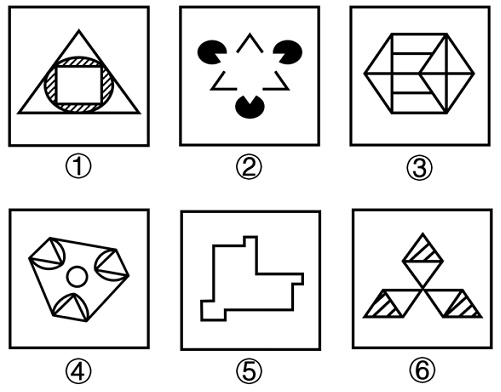 ① ② ③
④ ⑤ ⑥